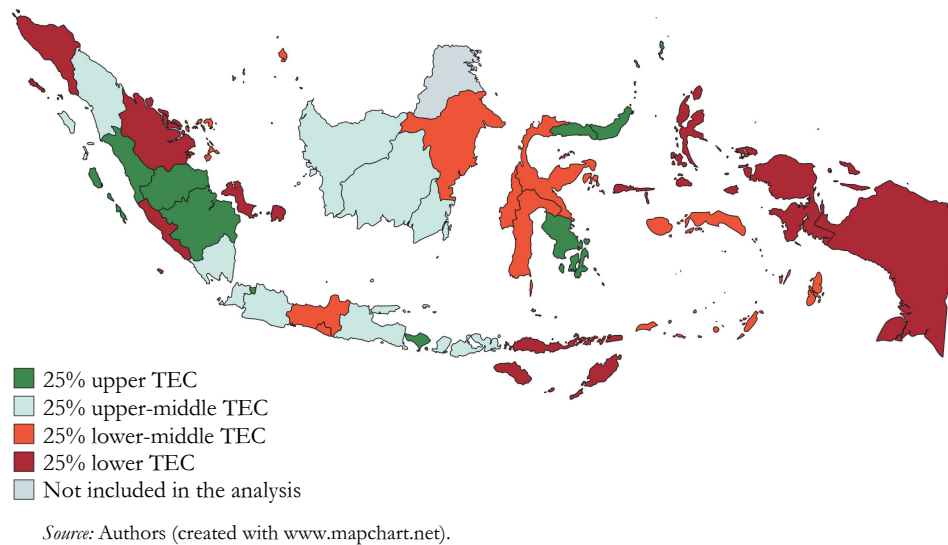 25% upper TEC
25% upper-middle TEC
25% lower-middle TEC
25% lower TEC
Not included in the analysis
Source: Authors (created with www.mapchart.net).